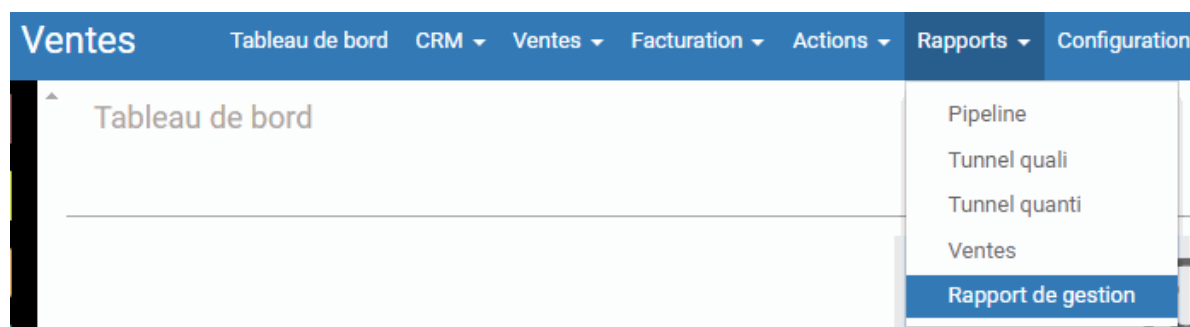 Ventes Tableau de bord CRM Ventes Facturation Actions Rapports Configuration
Tableau de bord
Pipeline
Tunnel quali
Tunnel quanti
Ventes
Rapport de gestion